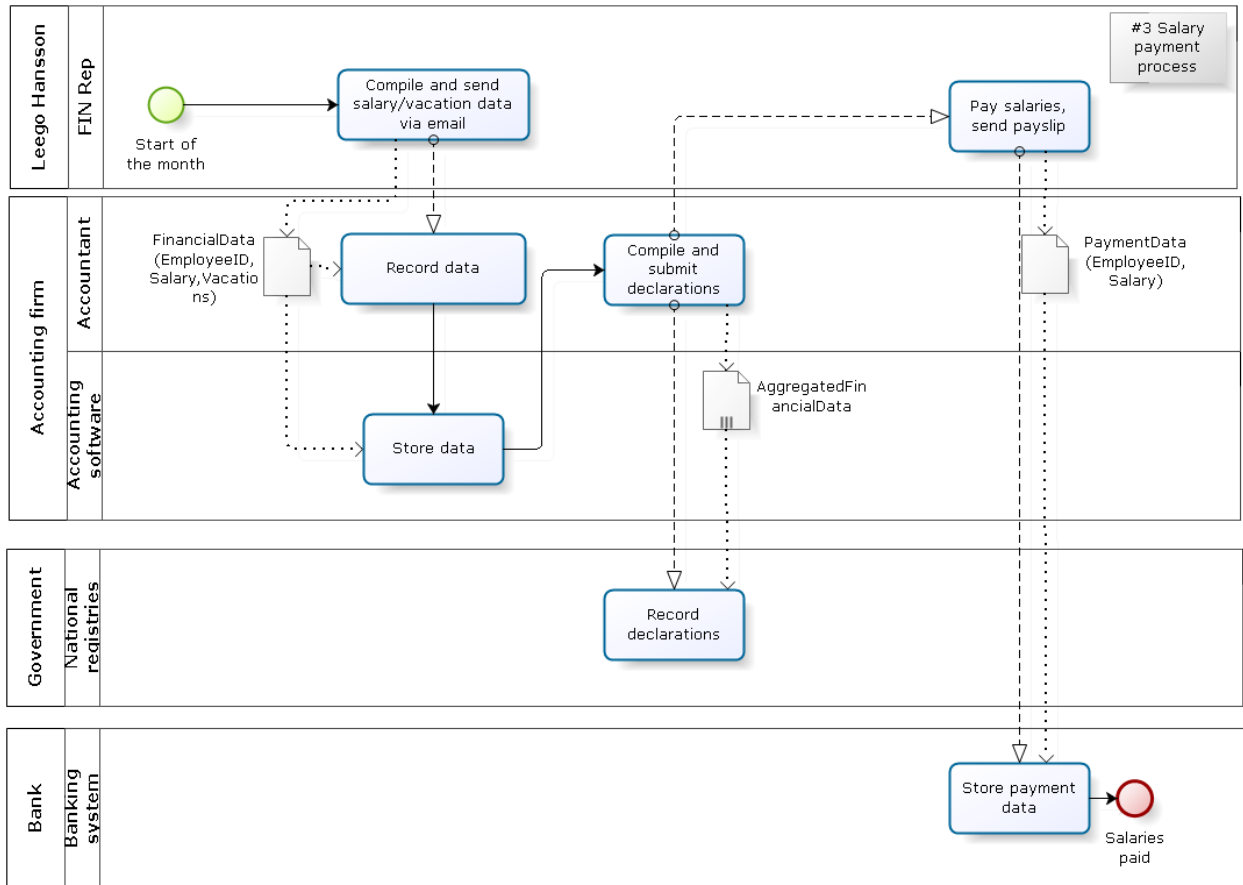 Leego Hansson
FIN Rep
Start of
the month
Compile and send
salary/vacation data
via email
Pay salaries,
send payslip
#3 Salary
payment
process
Accounting firm
Accountant
FinancialData
(EmployeeID,
Salary,Vacatio
ns)
Record data
Compile and
submit
declarations
PaymentData
(EmployeeID,
Salary)
Accounting
software
Store data
AggregatedFin
ancialData
Government
National
registries
Record
declarations
Bank
Banking
system
Store payment
data
Salaries
paid